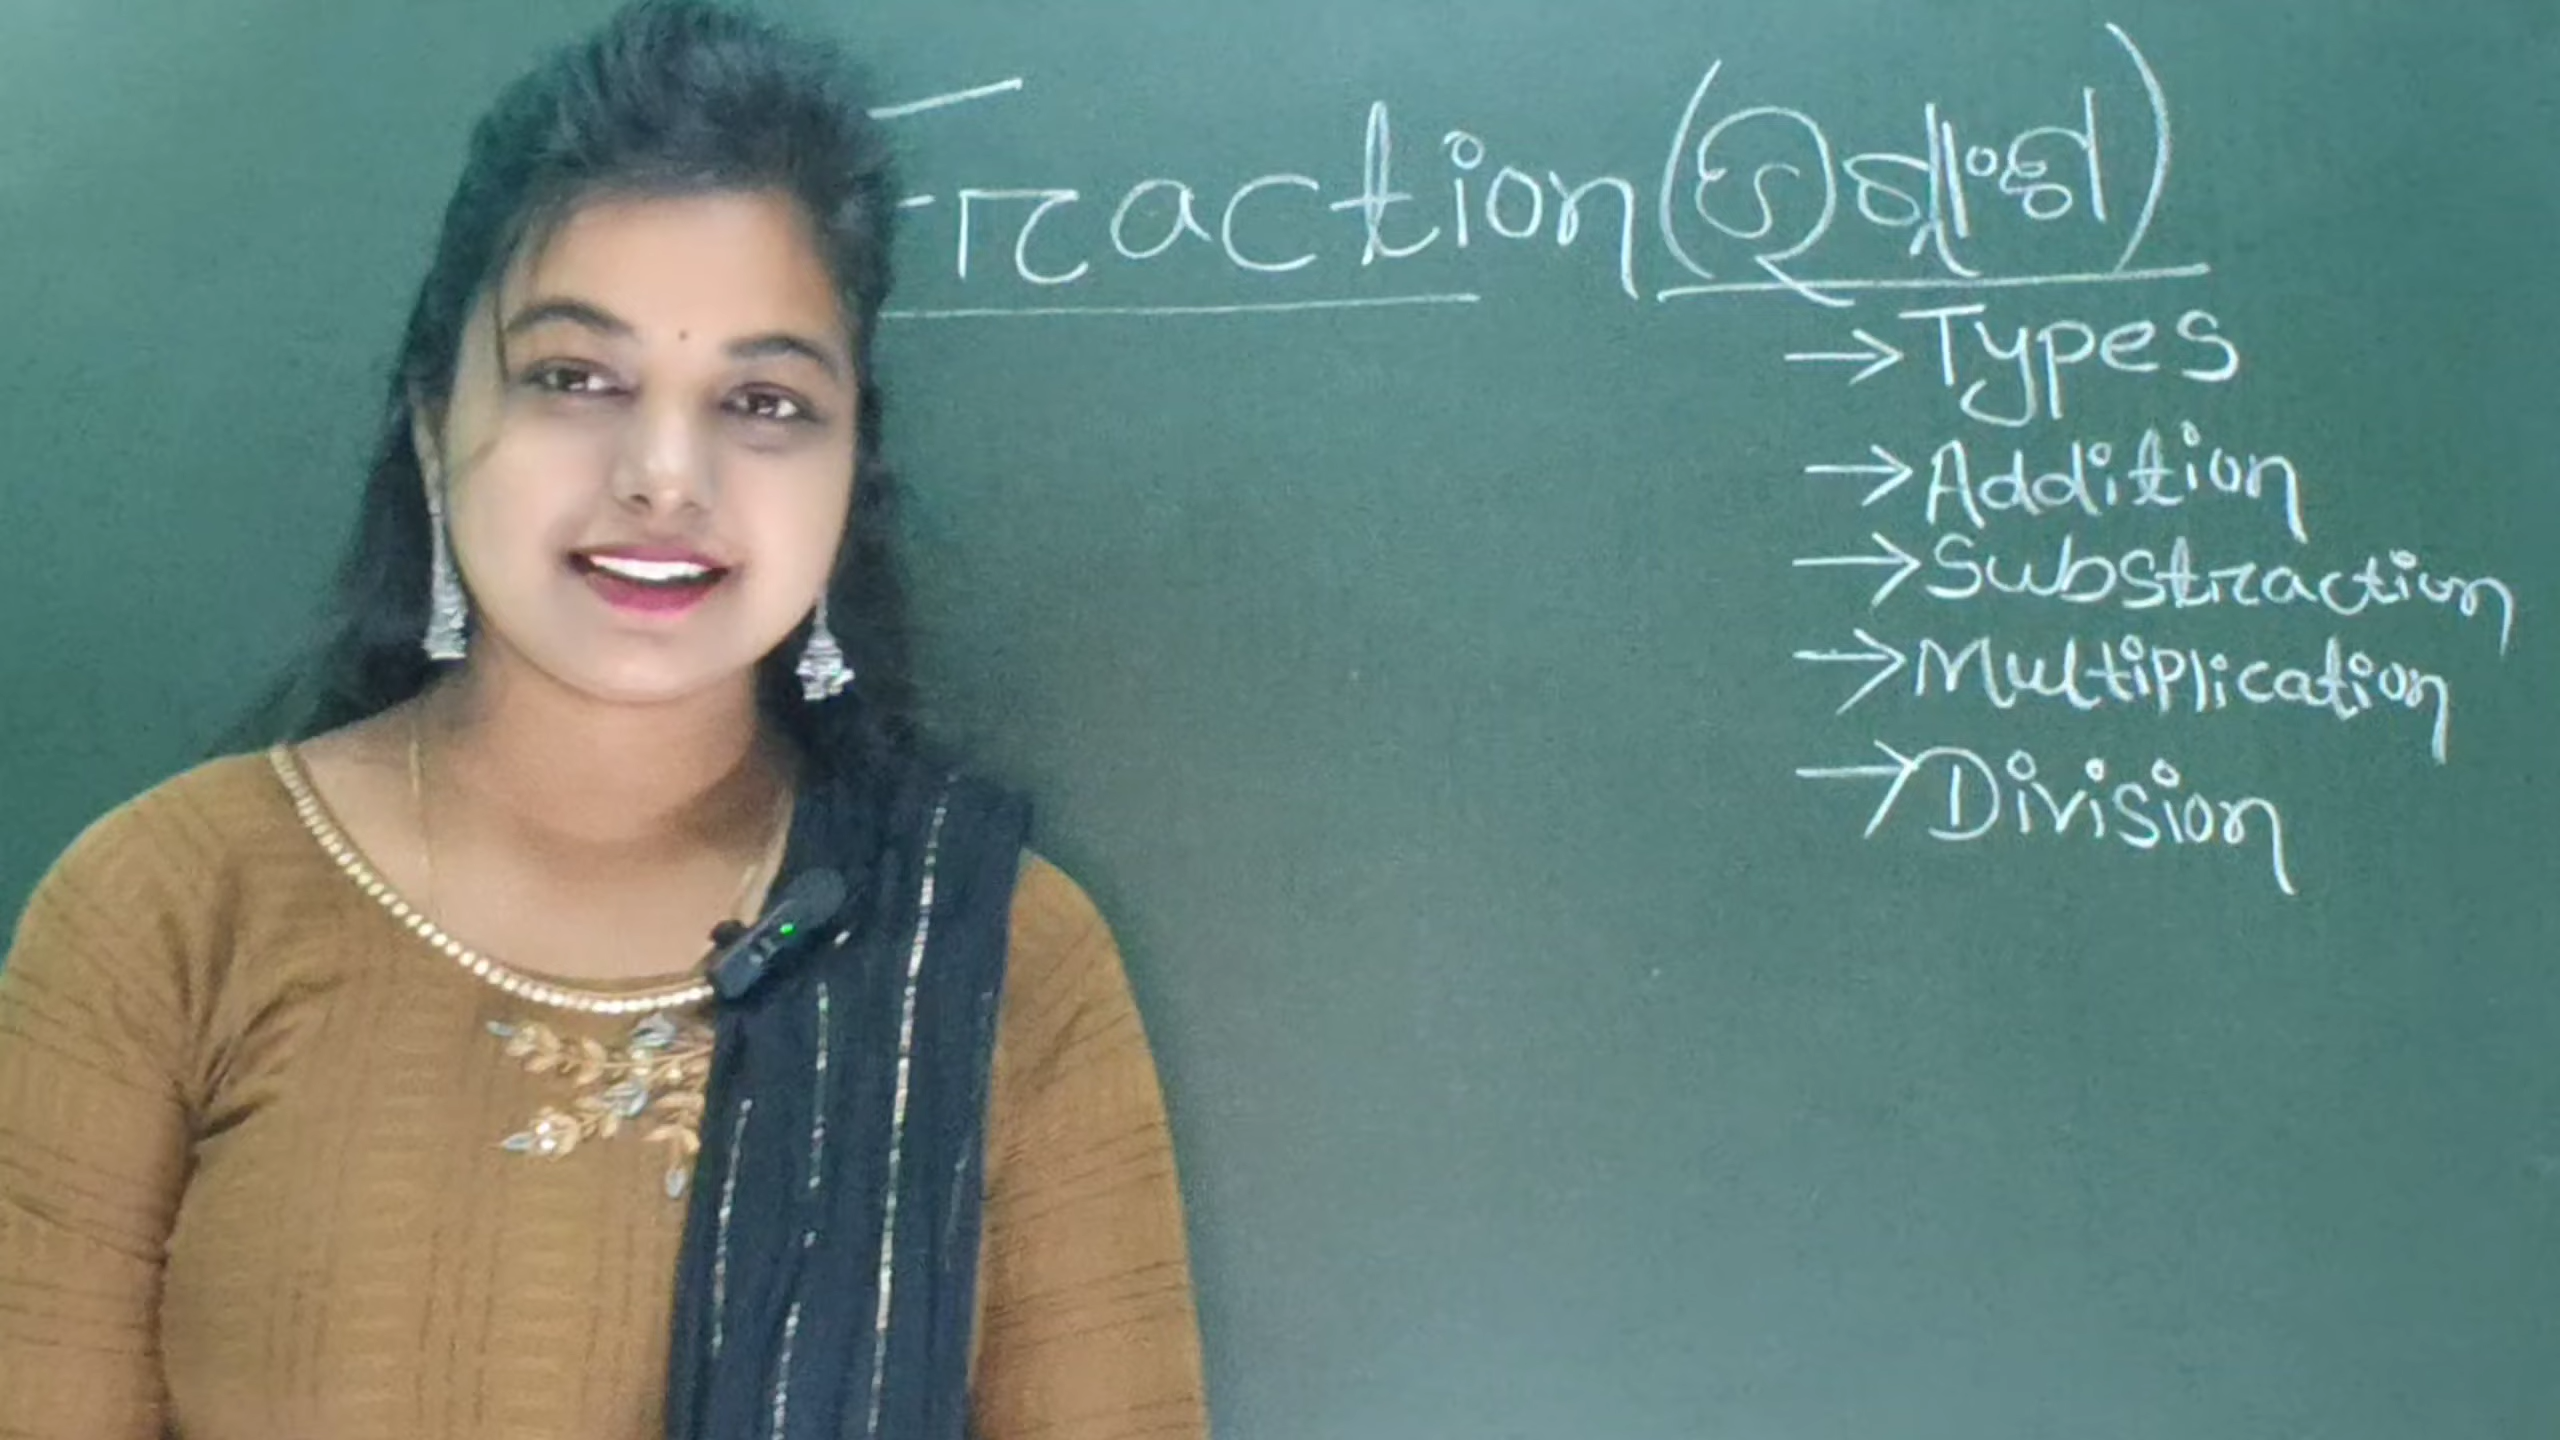 Fraction (ଭଗ୍ନାଂଶ)
→ Types
→ Addition
→ Substraction
→ Multiplication
→ Division